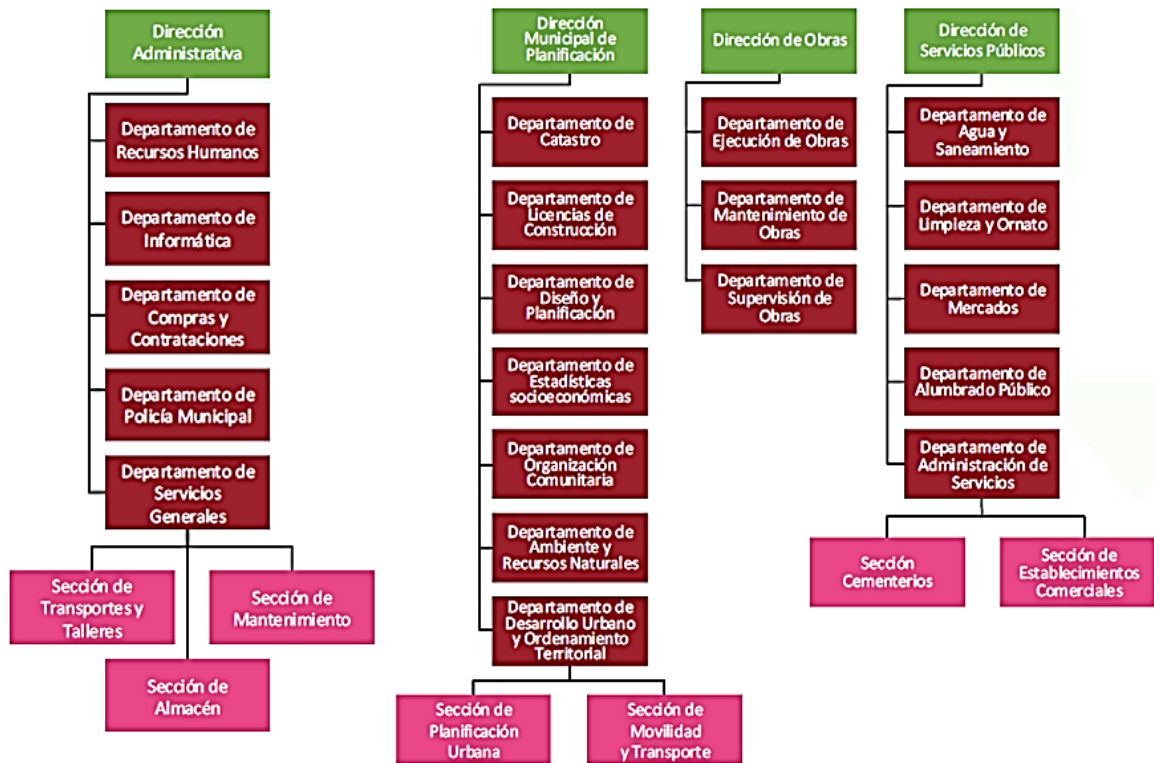 Dirección
Administrativa
Departamento de
Recursos Humanos
Departamento de
Informática
Departamento de
Compras y
Contrataciones
Departamento de
Policía Municipal
Departamento de
Servicios
Generales
Sección de
Transportes y
Talleres
Sección de
Mantenimiento
Sección de
Almacén
Dirección
Municipal de
Planificación
Departamento de
Catastro
Departamento de
Licencias de
Construcción
Departamento de
Diseño y
Planificación
Departamento de
Estadísticas
socioeconómicas
Departamento de
Organización
Comunitaria
Departamento de
Ambiente y
Recursos Naturales
Departamento de
Desarrollo Urbano
y Ordenamiento
Territorial
Sección de
Planificación
Urbana
Sección de
Movilidad
y Transporte
Dirección de Obras
Departamento de
Ejecución de Obras
Departamento de
Mantenimiento de
Obras
Departamento de
Supervisión de
Obras
Dirección de
Servicios Públicos
Departamento de
Agua y
Saneamiento
Departamento de
Limpieza y Ornato
Departamento de
Mercados
Departamento de
Alumbrado Público
Departamento de
Administración de
Servicios
Sección
Cementerios
Sección de
Establecimientos
Comerciales